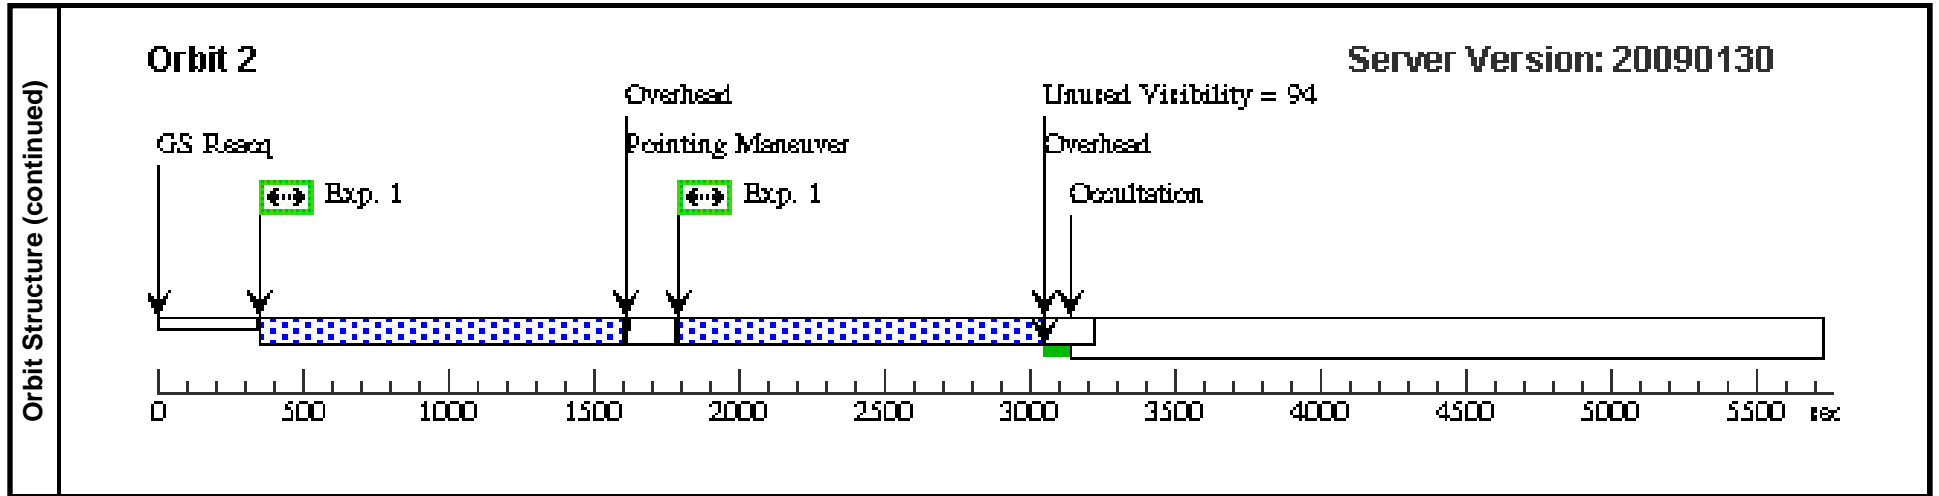 Orbit Structure (continued)
Orbit 2
Server Version: 20090130
Overhead
Unused Visibility = 94
GS Reacq
Pointing Maneuver
Overhead
Exp. 1
Exp. 1
Occultation
0 500 1000 1500 2000 2500 3000 3500 4000 4500 5000 5500 sec